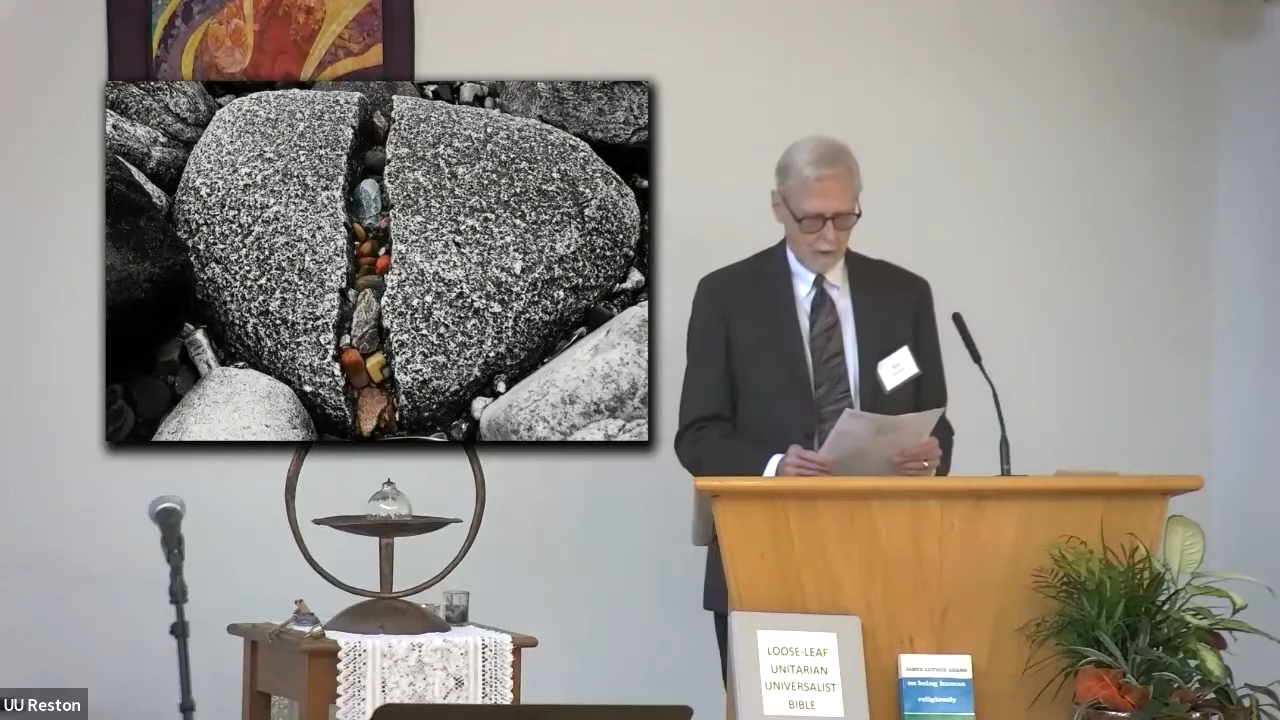 LOOSE-LEAF
UNITARIAN
UNIVERSALIST
BIBLE
JAMES LUTHER ADAMS
on being human
religiously
UU Reston